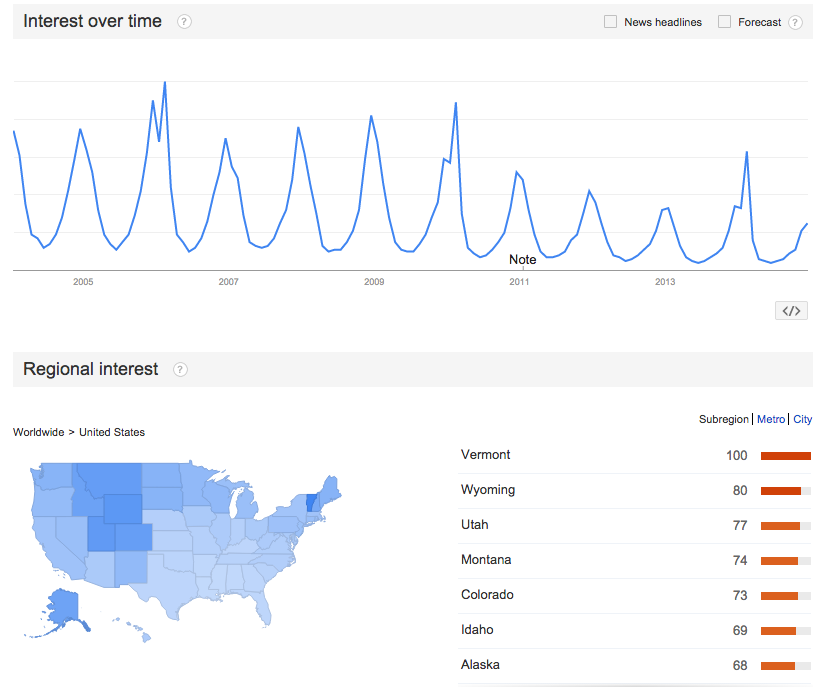 Interest over time ?
News headlines Forecast ?
Note
2005 2007 2009 2011 2013
</>
Regional interest ?
Subregion | Metro | City
Worldwide > United States
Vermont 100
Wyoming 80
Utah 77
Montana 74
Colorado 73
Idaho 69
Alaska 68